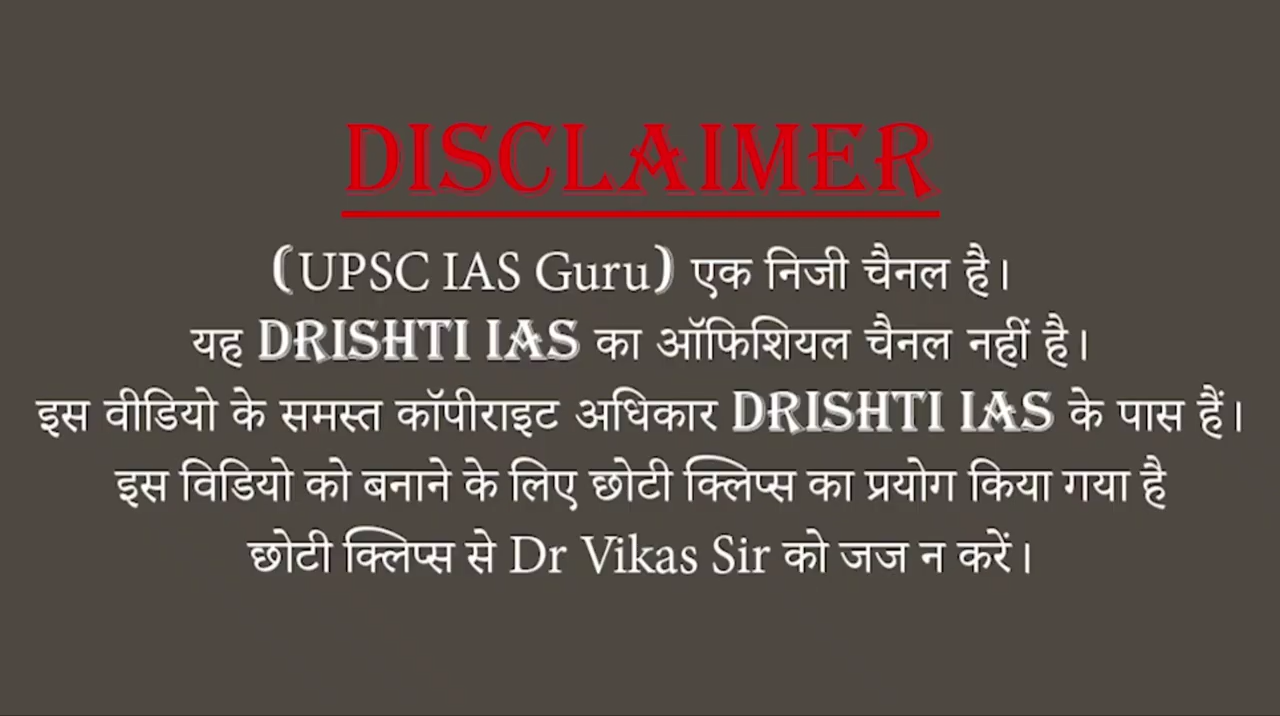 DISCLAIMER
(UPSC IAS Guru) एक निजी चैनल है।
यह DRISHTI IAS का ऑफिशियल चैनल नहीं है।
इस वीडियो के समस्त कॉपीराइट अधिकार DRISHTI IAS के पास हैं।
इस विडियो को बनाने के लिए छोटी क्लिप्स का प्रयोग किया गया है
छोटी क्लिप्स से Dr Vikas Sir को जज न करें।